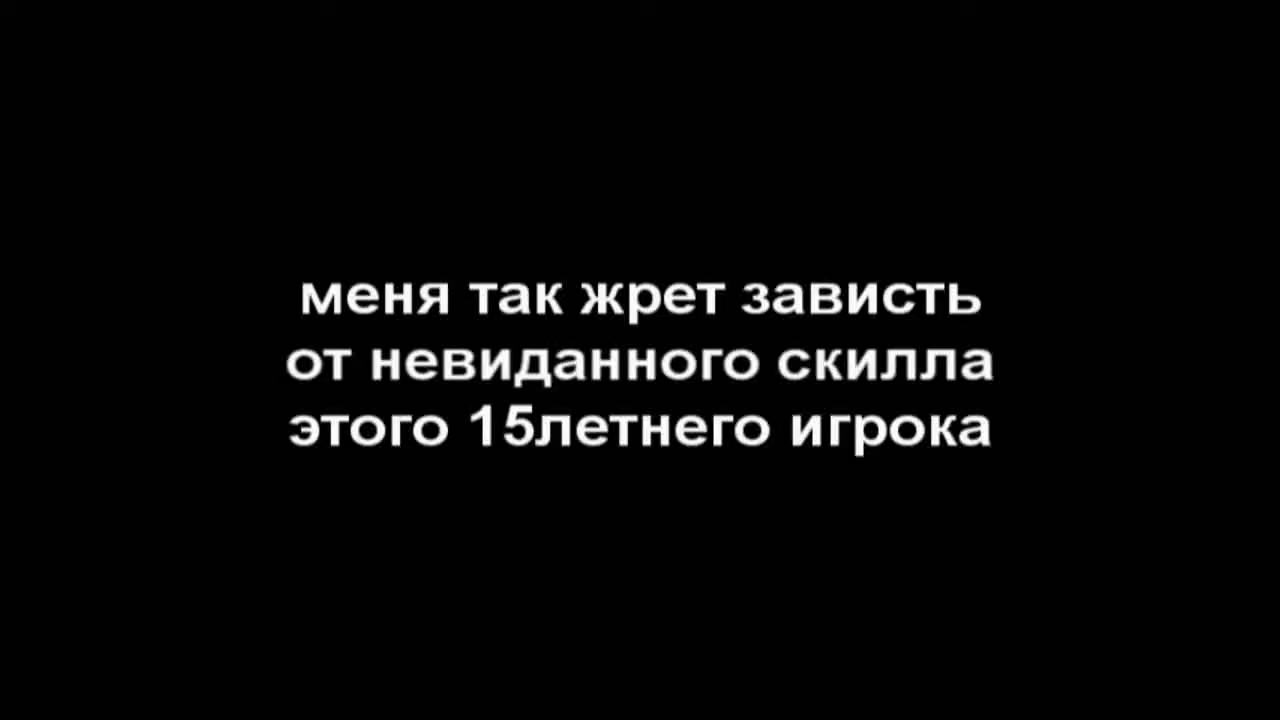 меня так жрет зависть
от невиданного скилла
этого 15летнего игрока